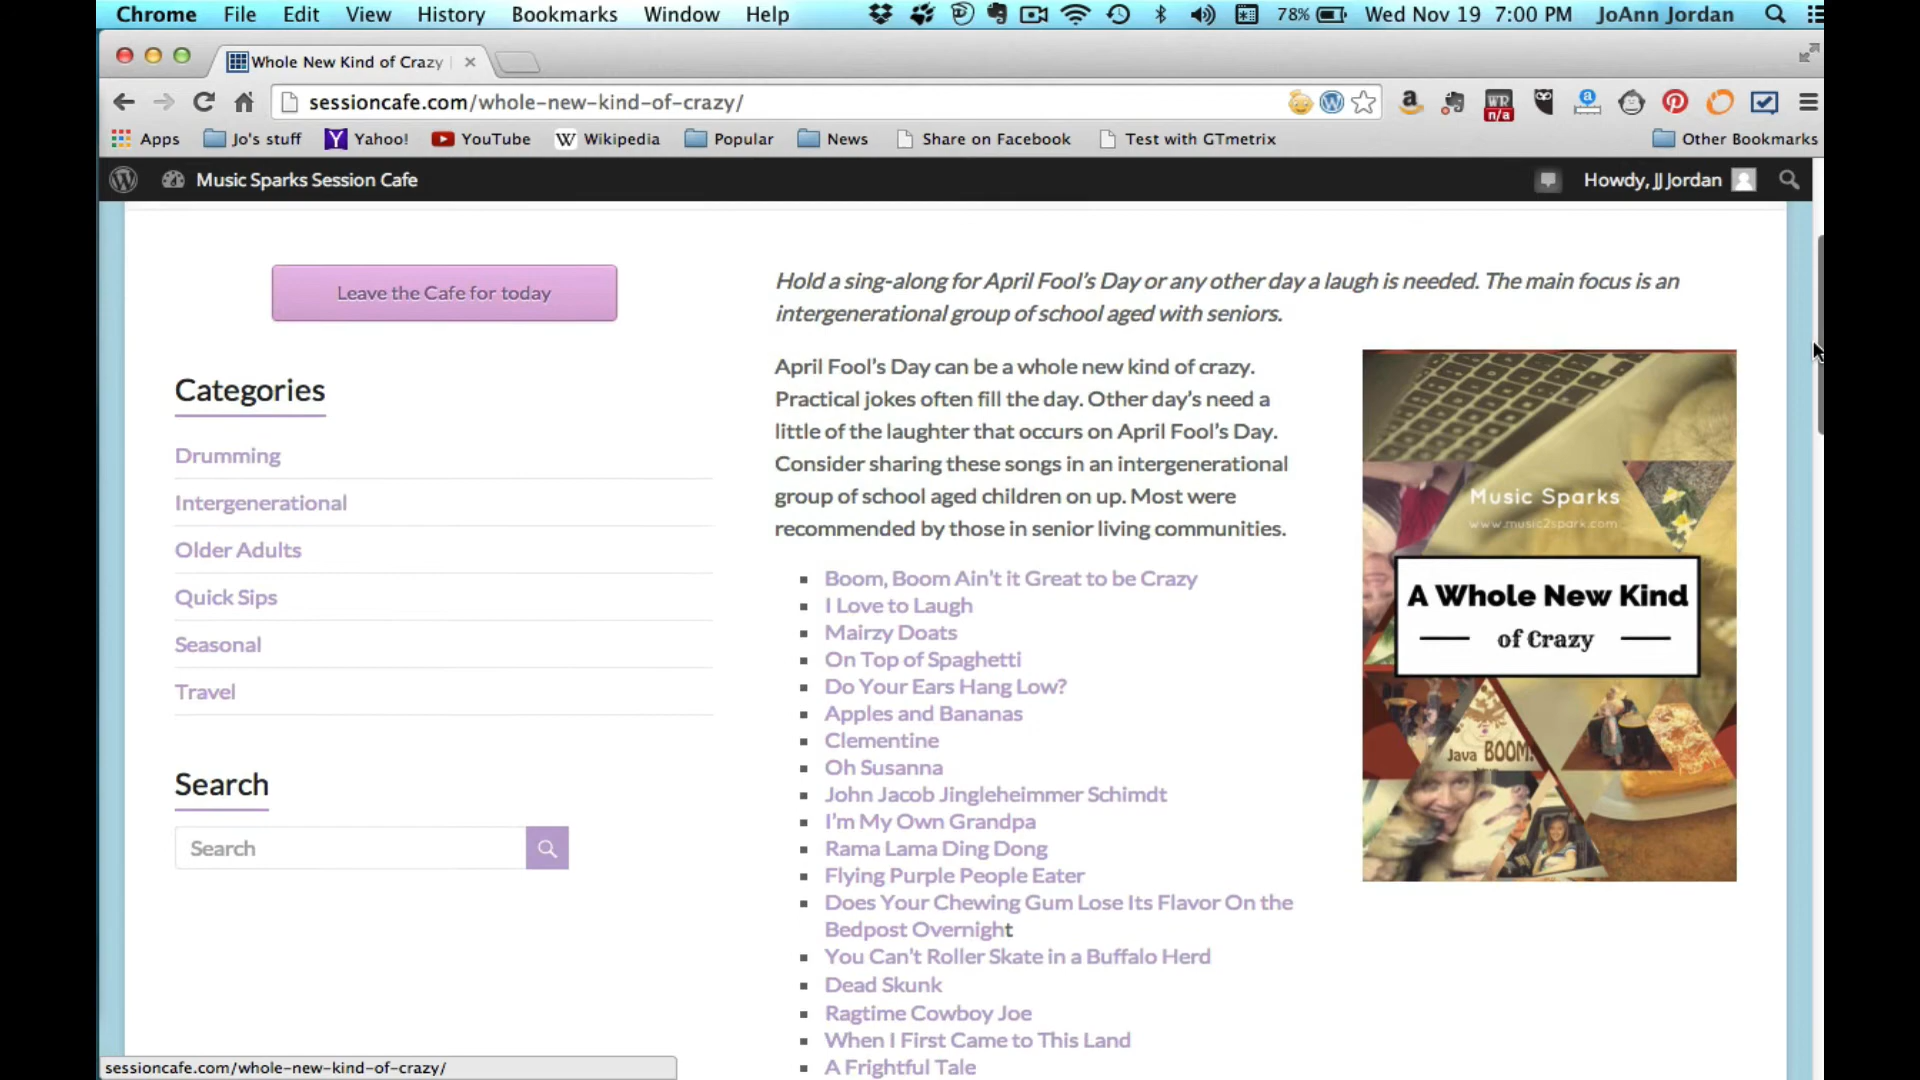 Chrome File Edit View History Bookmarks Window Help 78% Wed Nov 19 7:00 PM JoAnn Jordan
Whole New Kind of Crazy
sessioncafe.com/whole-new-kind-of-crazy/
WR
n/a
Apps Jo's stuff Yahoo! YouTube Wikipedia Popular News Share on Facebook Test with GTmetrix Other Bookmarks
Music Sparks Session Cafe Howdy, JJ Jordan
Leave the Cafe for today
Categories
Drumming
Intergenerational
Older Adults
Quick Sips
Seasonal
Travel
Search
Search
Hold a sing-along for April Fool's Day or any other day a laugh is needed. The main focus is an
intergenerational group of school aged with seniors.
April Fool's Day can be a whole new kind of crazy.
Practical jokes often fill the day. Other day's need a
little of the laughter that occurs on April Fool's Day.
Consider sharing these songs in an intergenerational
group of school aged children on up. Most were
recommended by those in senior living communities.
Boom, Boom Ain't it Great to be Crazy
I Love to Laugh
Mairzy Doats
On Top of Spaghetti
Do Your Ears Hang Low?
Apples and Bananas
Clementine
Oh Susanna
John Jacob Jingleheimmer Schimdt
I'm My Own Grandpa
Rama Lama Ding Dong
Flying Purple People Eater
Does Your Chewing Gum Lose Its Flavor On the
Bedpost Overnight
You Can't Roller Skate in a Buffalo Herd
Dead Skunk
Ragtime Cowboy Joe
When I First Came to This Land
A Frightful Tale
Music Sparks
www.music2spark.com
A Whole New Kind
of Crazy
Java BOOM!
sessioncafe.com/whole-new-kind-of-crazy/